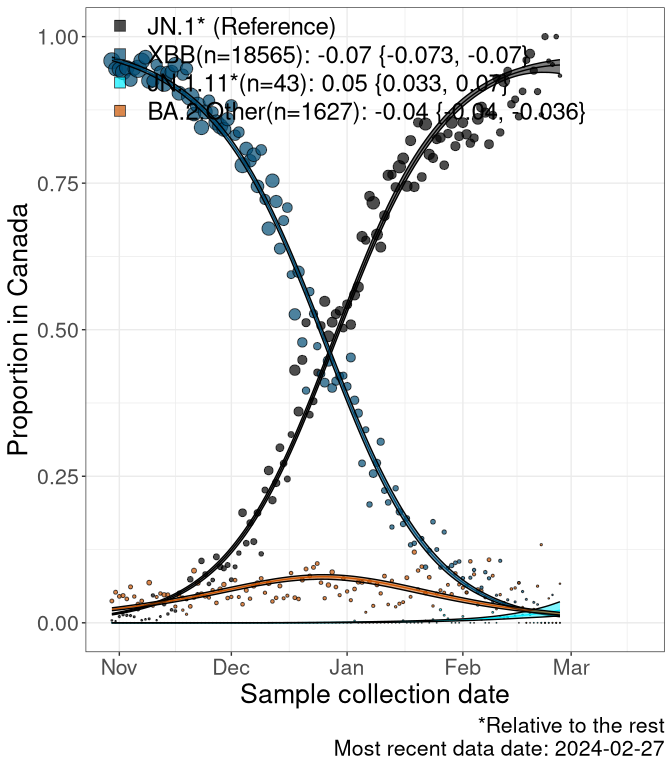 JN.1* (Reference)
XBB(n=18565): -0.07 {-0.073, -0.07}
JN.1.11*(n=43): 0.05 {0.033, 0.07}
BA.2.Other(n=1627): -0.04 {-0.04, -0.036}
1.00
0.75
0.50
0.25
0.00
Proportion in Canada
Nov Dec Jan Feb Mar
Sample collection date
*Relative to the rest
Most recent data date: 2024-02-27